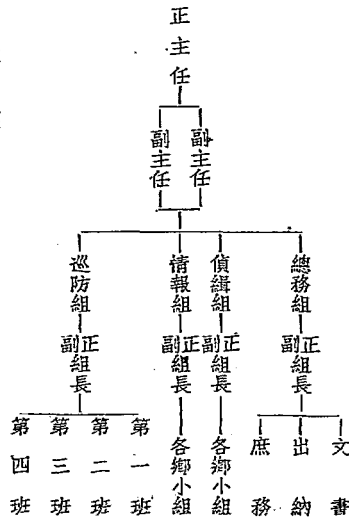 正主任
副主任
副主任
總務組
正副組長
文書
出納
庶務
偵緝組
正副組長
各鄉小組
情報組
正副組長
各鄉小組
巡防組
正副組長
第一班
第二班
第三班
第四班